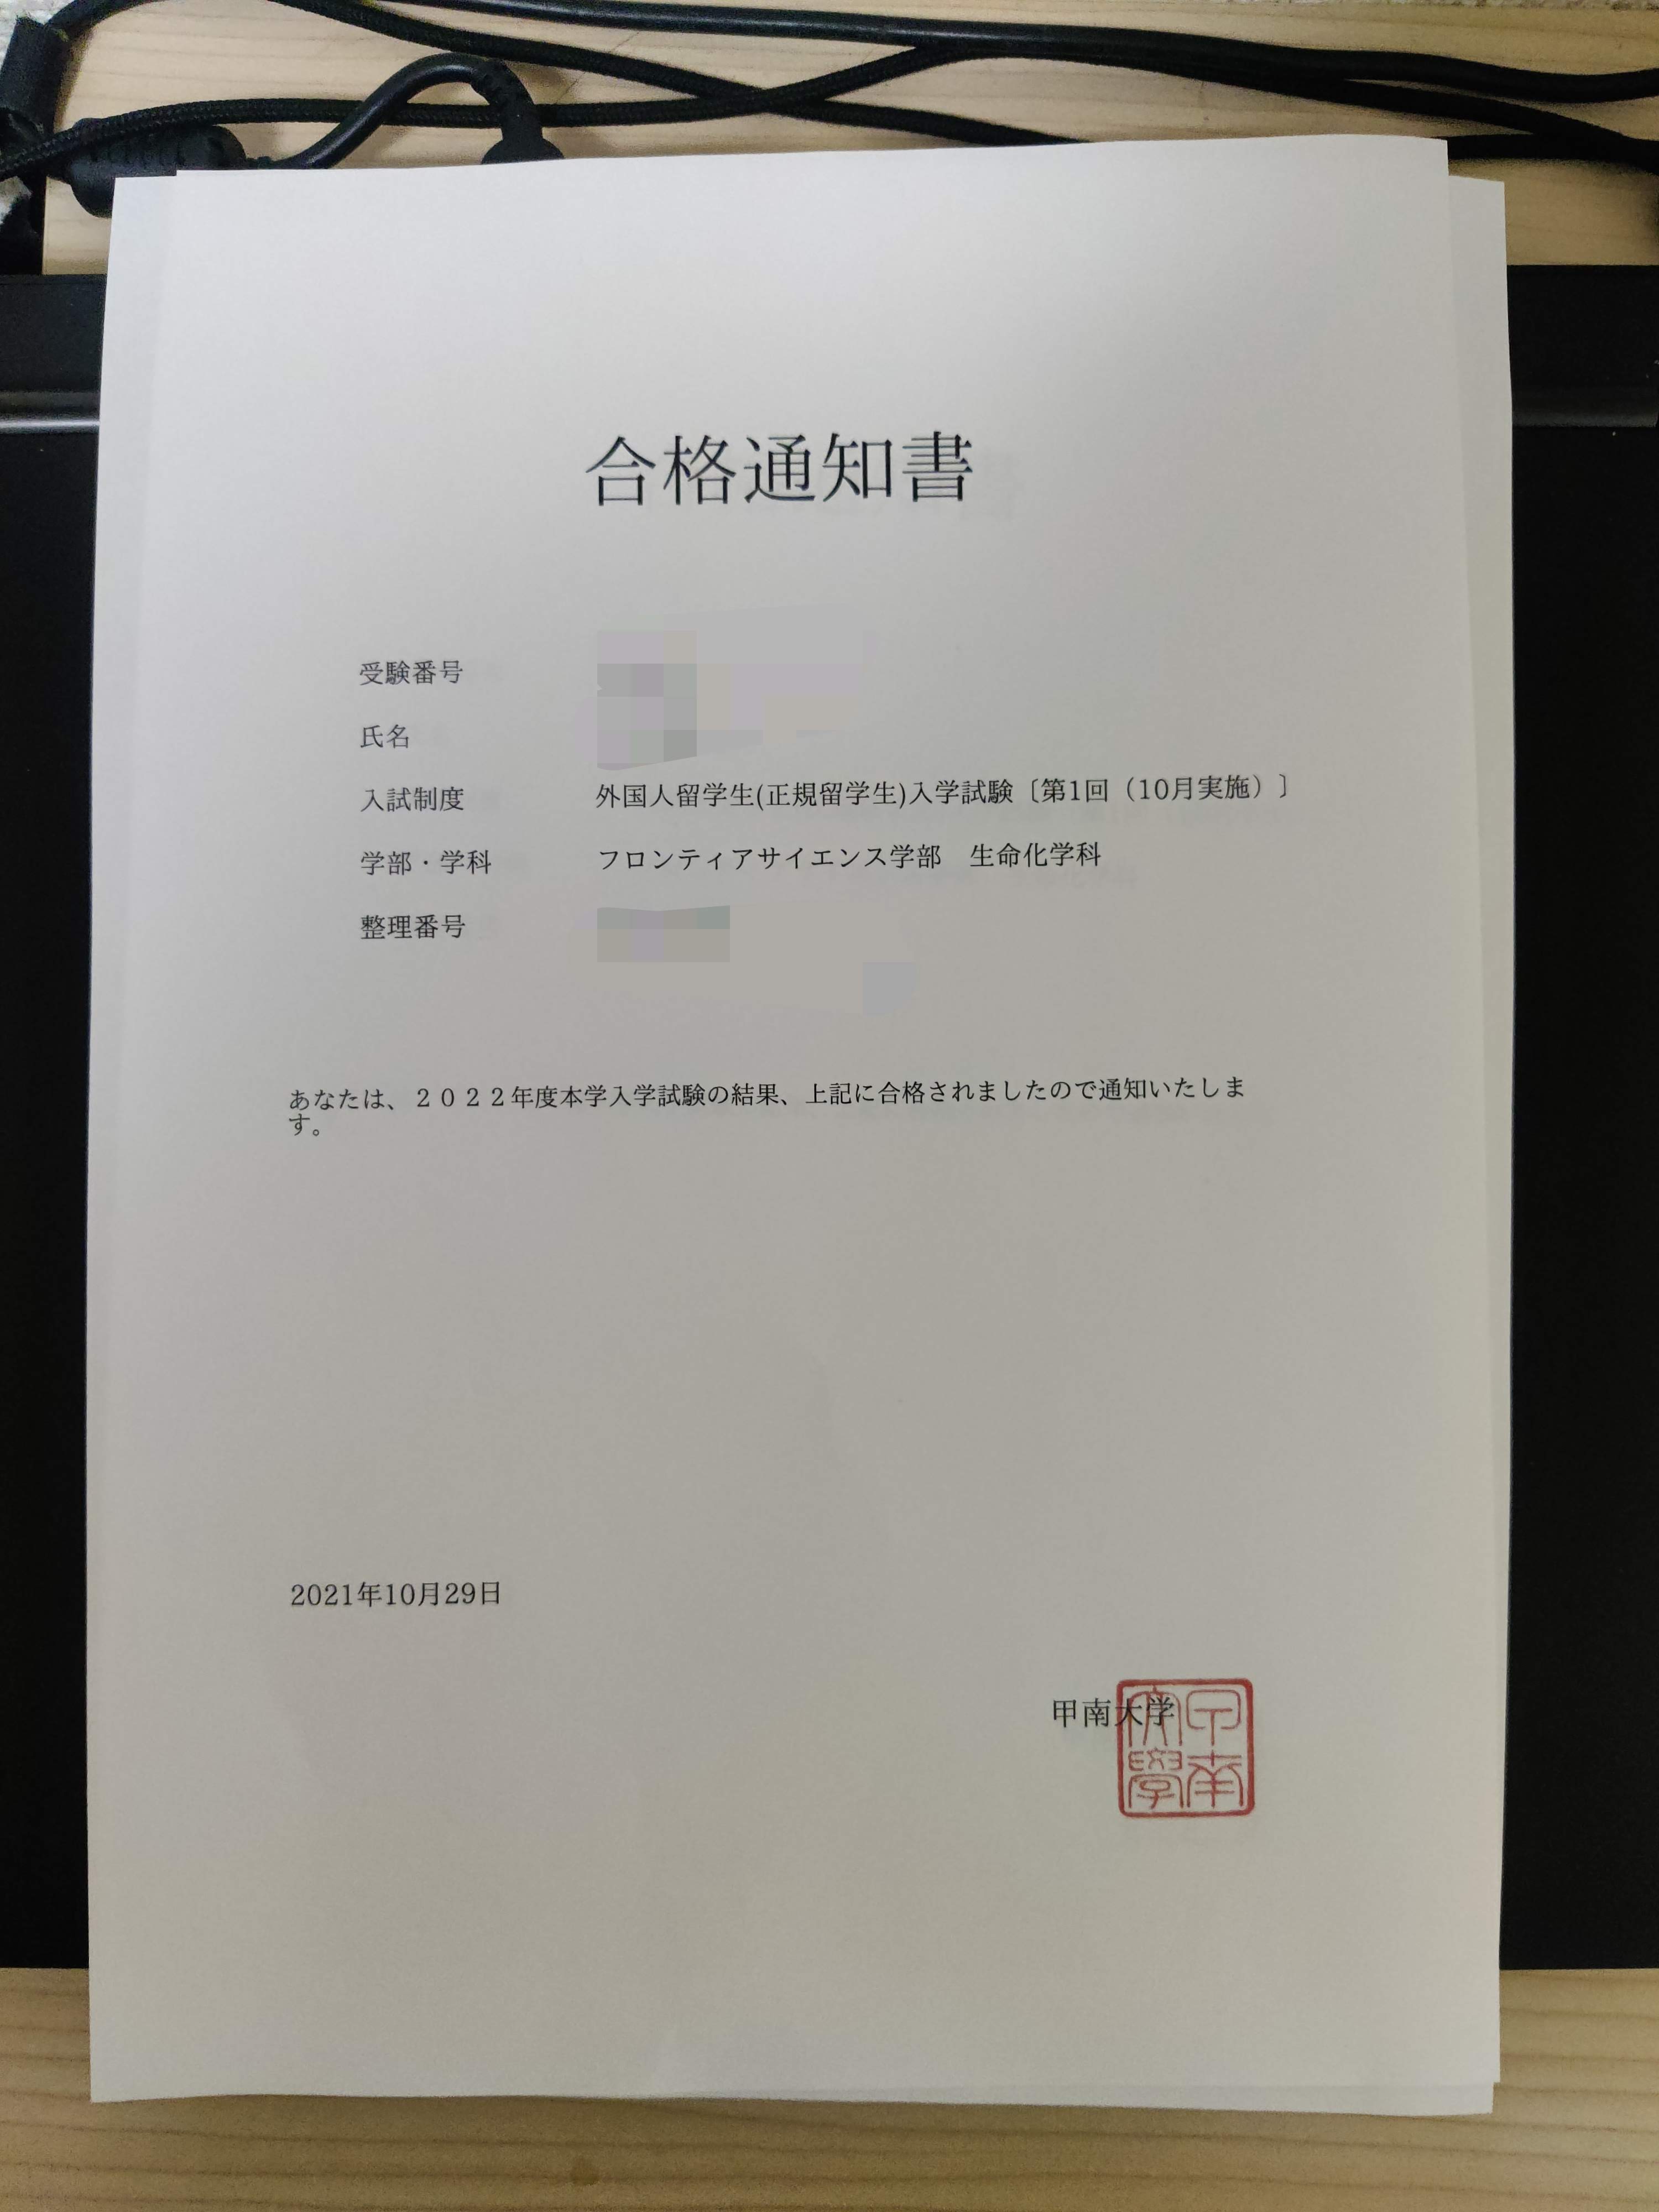 合格通知書
受験番号
氏名
入試制度 外国人留学生(正規留学生)入学試験〔第1回（10月実施）〕
学部・学科 フロンティアサイエンス学部　生命化学科
整理番号
あなたは、２０２２年度本学入学試験の結果、上記に合格されましたので通知いたしま
す。
2021年10月29日
甲南大学
甲南大學